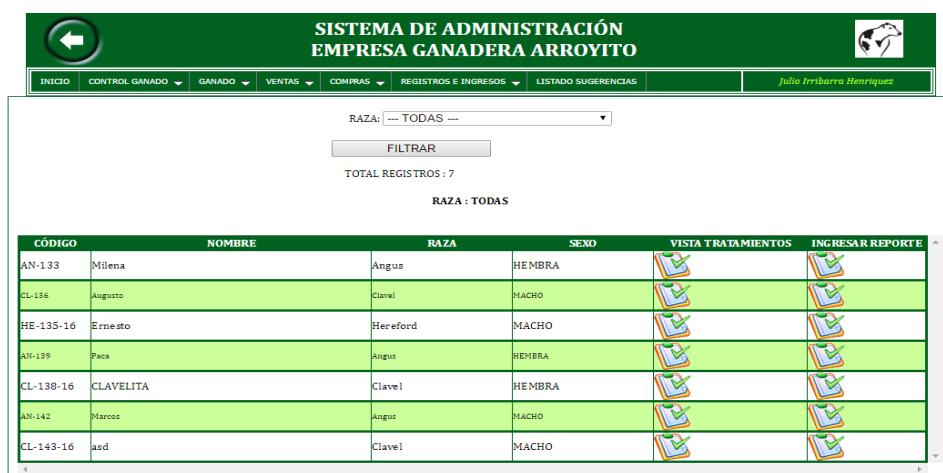 SISTEMA DE ADMINISTRACIÓN
EMPRESA GANADERA ARROYITO
INICIO CONTROL GANADO GANADO VENTAS COMPRAS REGISTROS E INGRESOS LISTADO SUGERENCIAS Julio Irribarra Henriquez
RAZA: --- TODAS ---
FILTRAR
TOTAL REGISTROS : 7
RAZA : TODAS
CÓDIGO NOMBRE RAZA SEXO VISTA TRATAMIENTOS INGRESAR REPORTE
AN-133 Milena Angus HEMBRA
CL-136 Augusto Clavel MACHO
HE-135-16 Ernesto Hereford MACHO
AN-139 Paca Angus HEMBRA
CL-138-16 CLAVELITA Clavel HEMBRA
AN-142 Marcos Angus MACHO
CL-143-16 asd Clavel MACHO